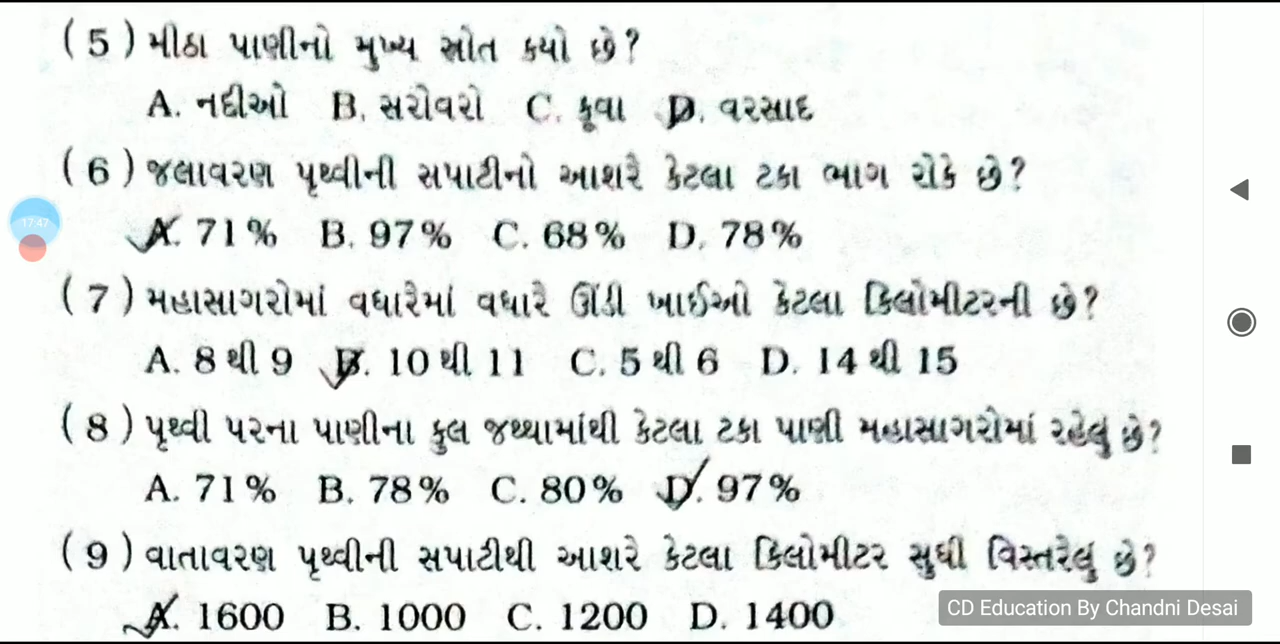 (5) મીઠા પાણીનો મુખ્ય સ્રોત કયો છે?
A. નદીઓ B. સરોવરો C. કૂવા D. વરસાદ
(6) જલાવરણ પૃથ્વીની સપાટીનો આશરે કેટલા ટકા ભાગ રોકે છે?
17:47
A. 71% B. 97% C. 68% D. 78%
(7) મહાસાગરોમાં વધારેમાં વધારે ઊંડી ખાઈઓ કેટલા કિલોમીટરની છે?
A. 8 થી 9 B. 10 થી 11 C. 5 થી 6 D. 14 થી 15
(8) પૃથ્વી પરના પાણીના કુલ જથ્થામાંથી કેટલા ટકા પાણી મહાસાગરોમાં રહેલું છે?
A. 71% B. 78% C. 80% D. 97%
(9) વાતાવરણ પૃથ્વીની સપાટીથી આશરે કેટલા કિલોમીટર સુધી વિસ્તરેલું છે?
A. 1600 B. 1000 C. 1200 D. 1400
CD Education By Chandni Desai